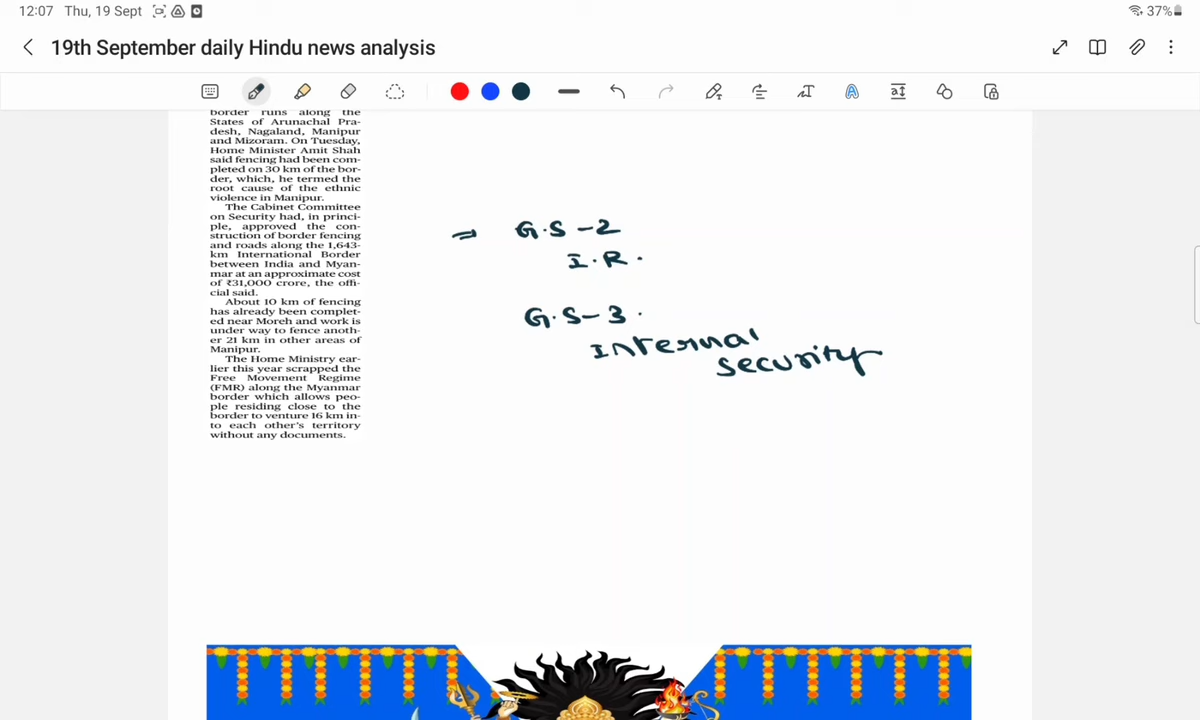 12:07 Thu, 19 Sept
37%
19th September daily Hindu news analysis
border runs along the
States of Arunachal Pra-
desh, Nagaland, Manipur
and Mizoram. On Tuesday,
Home Minister Amit Shah
said fencing had been com-
pleted on 30 km of the bor-
der, which, he termed the
root cause of the ethnic
violence in Manipur.
The Cabinet Committee
on Security had, in princi-
ple, approved the con-
struction of border fencing
and roads along the 1,643-
km International Border
between India and Myan-
mar at an approximate cost
of ₹31,000 crore, the offi-
cial said.
About 10 km of fencing
has already been complet-
ed near Moreh and work is
under way to fence anoth-
er 21 km in other areas of
Manipur.
The Home Ministry ear-
lier this year scrapped the
Free Movement Regime
(FMR) along the Myanmar
border which allows peo-
ple residing close to the
border to venture 16 km in-
to each other's territory
without any documents.
⇒ G.S-2
I.R.
G.S-3.
Internal
security